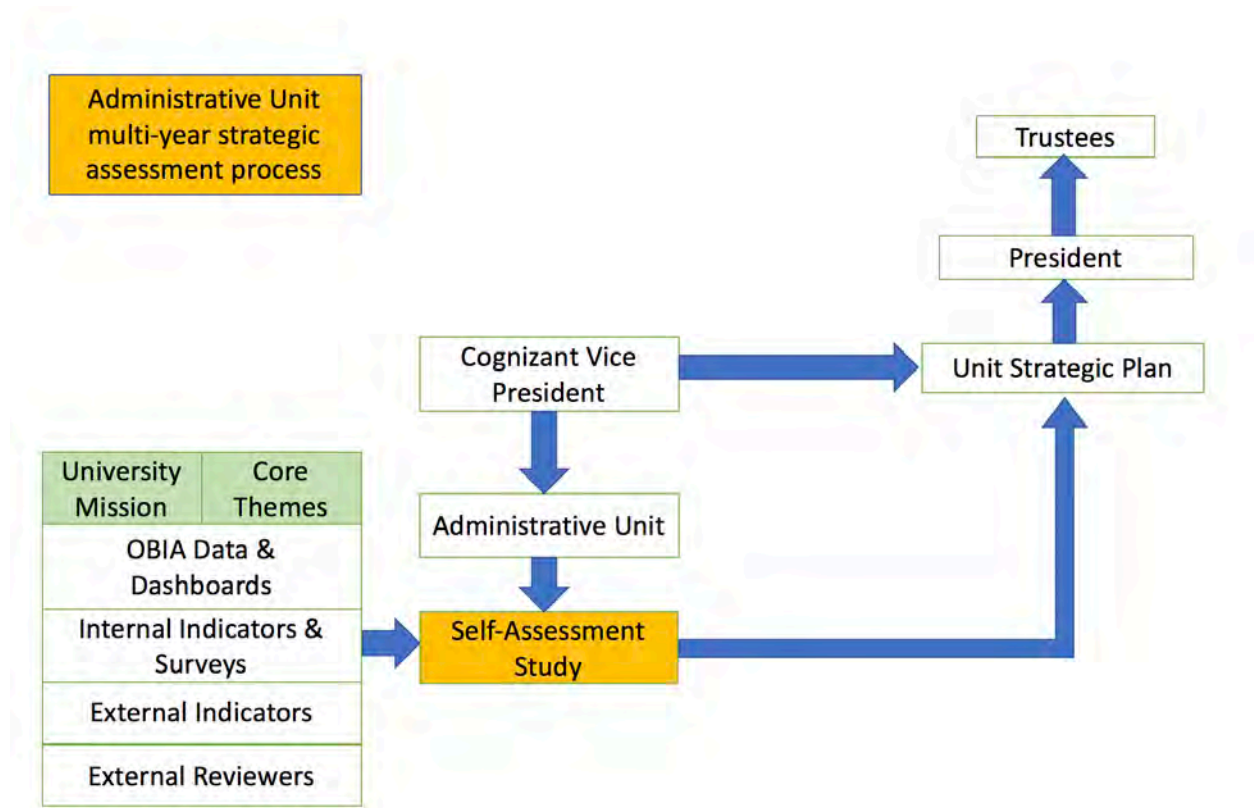 Administrative Unit
multi-year strategic
assessment process
Trustees
President
Cognizant Vice
President
Unit Strategic Plan
University
Mission
Core
Themes
Administrative Unit
OBIA Data &
Dashboards
Internal Indicators &
Surveys
Self-Assessment
Study
External Indicators
External Reviewers